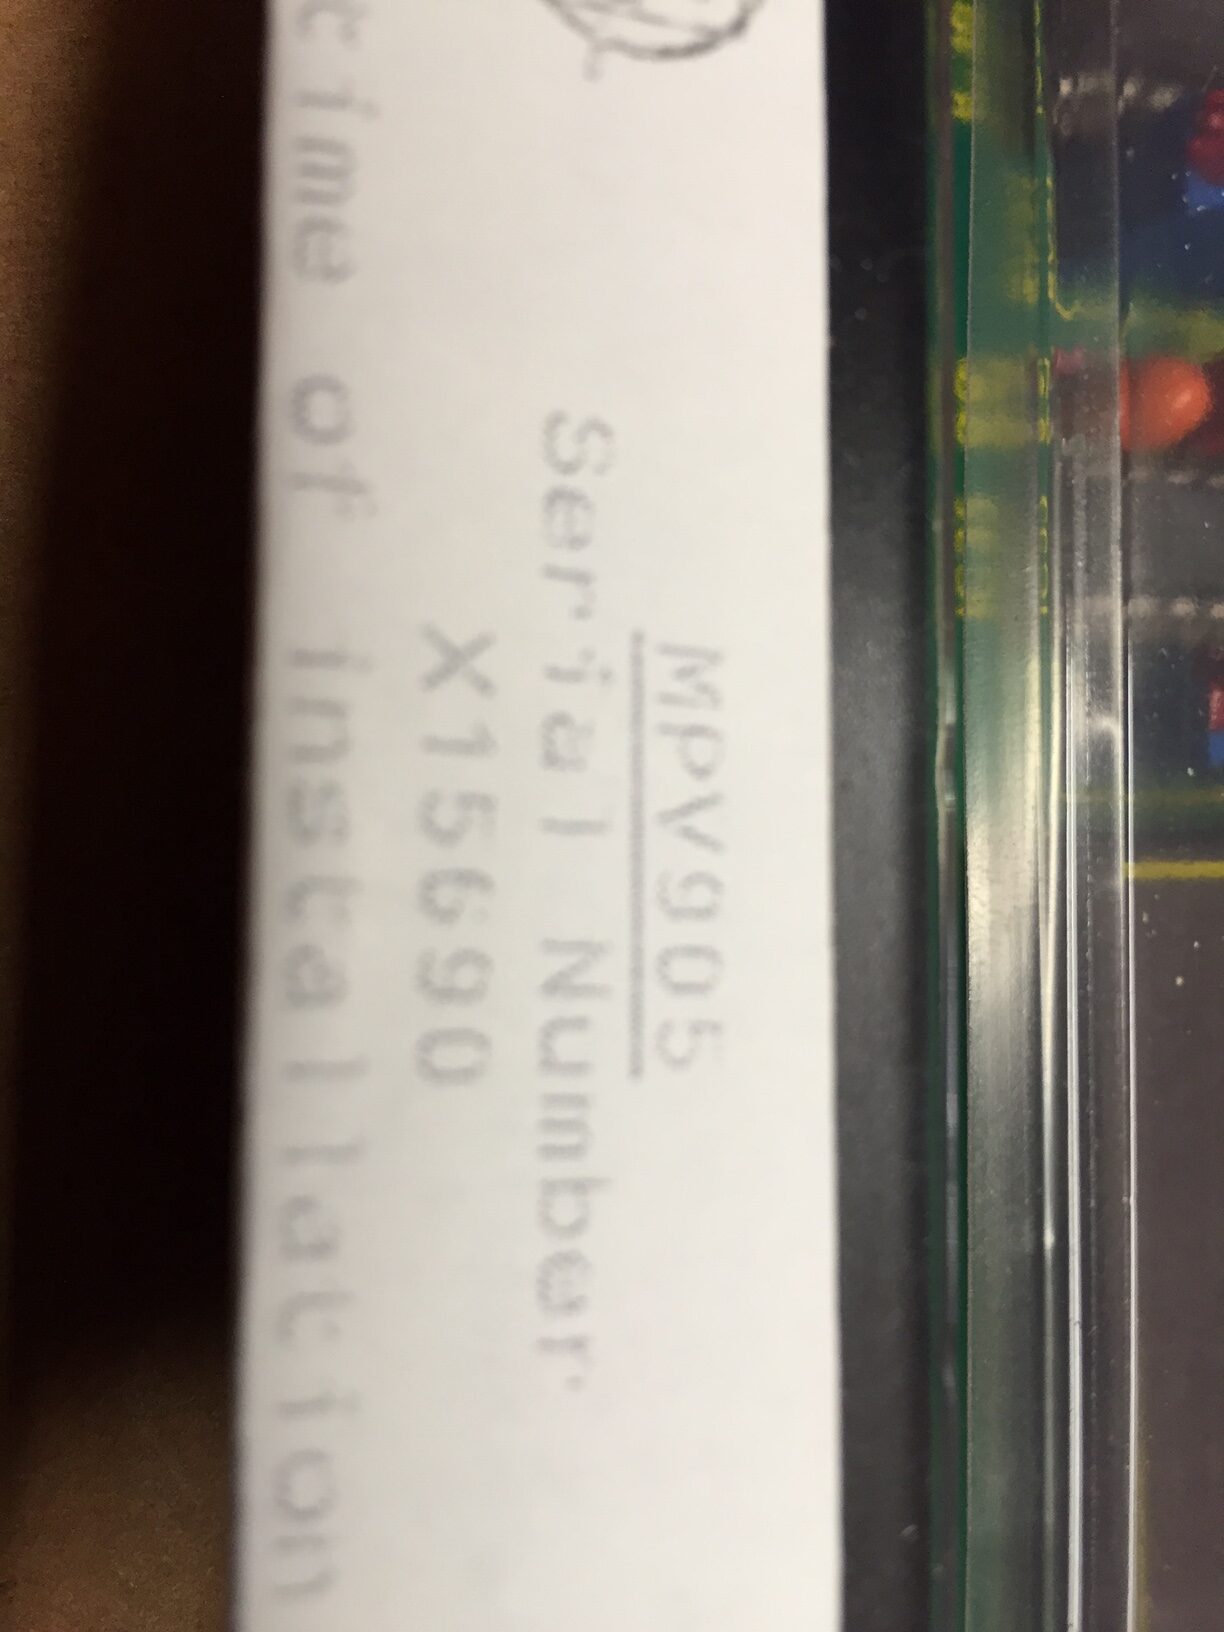 MPV905
Serial Number
X15690
time of installation